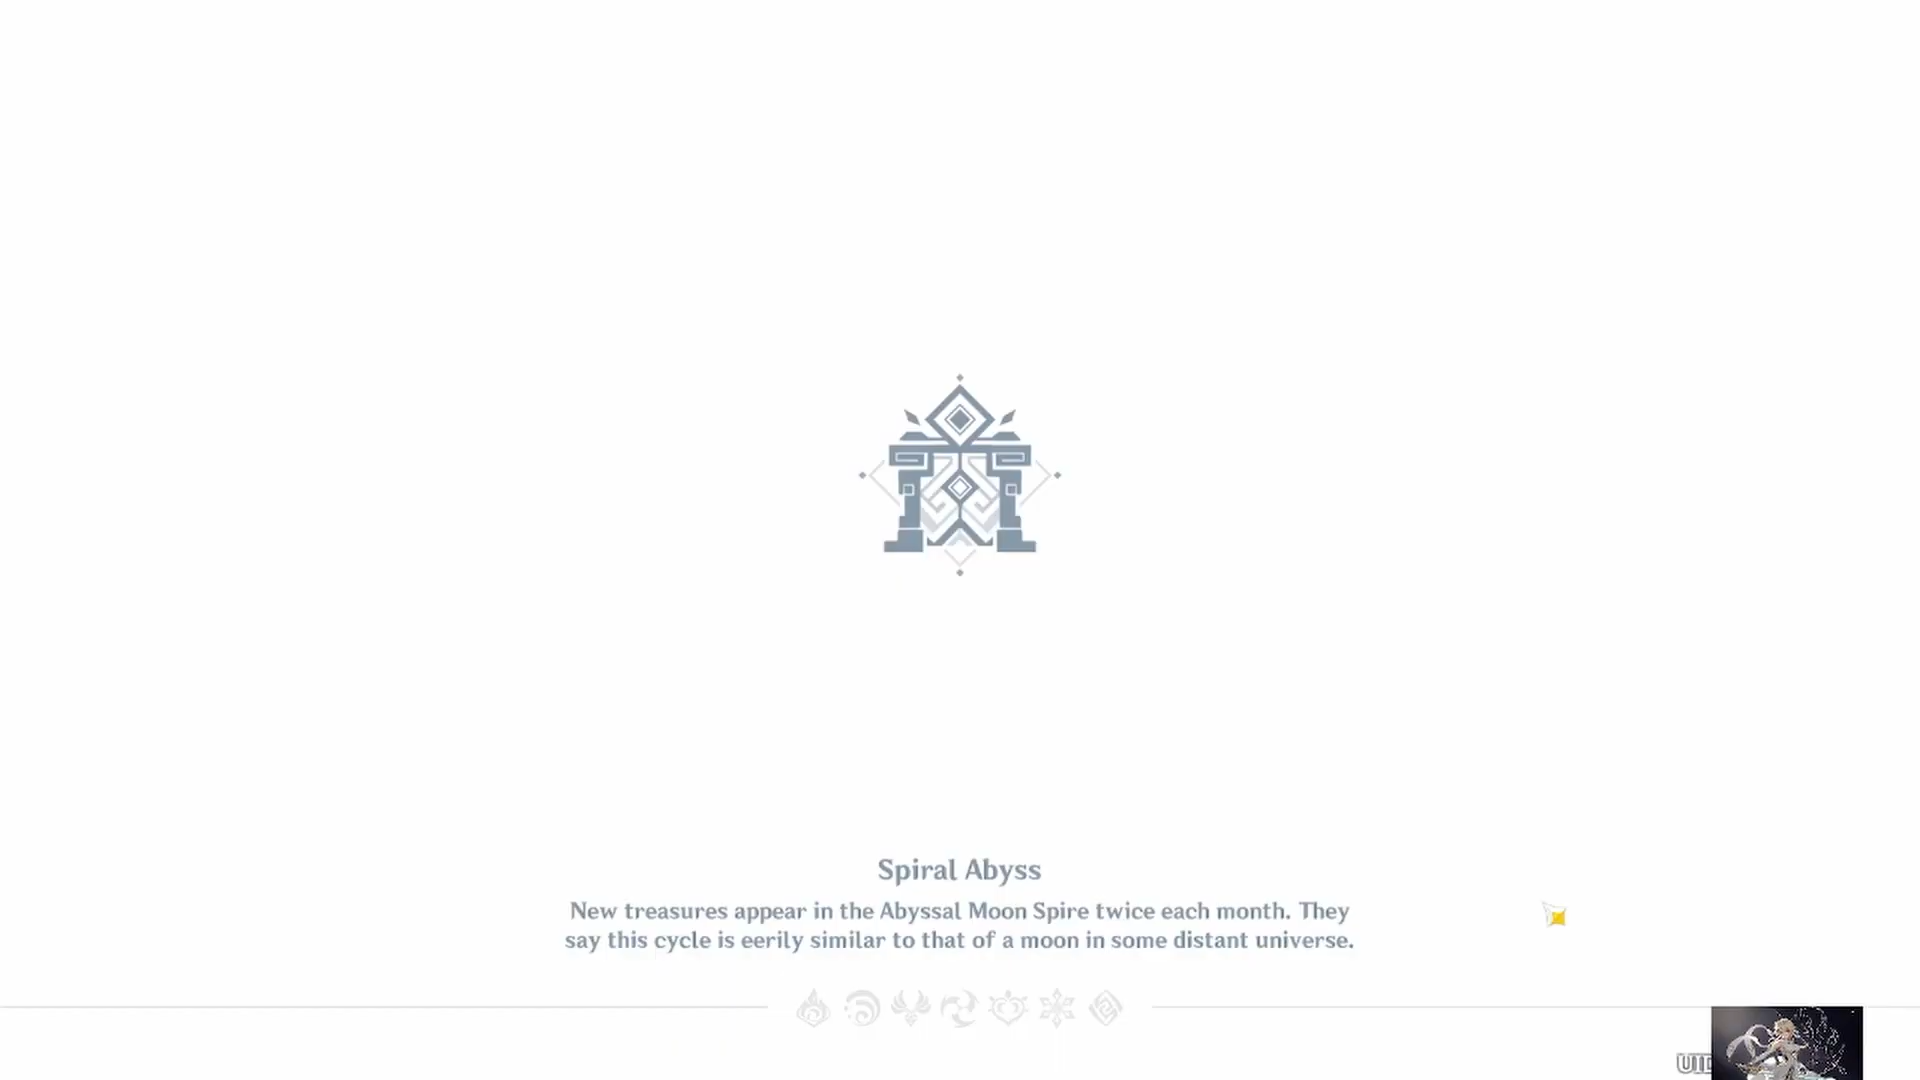 Spiral Abyss
New treasures appear in the Abyssal Moon Spire twice each month. They
say this cycle is eerily similar to that of a moon in some distant universe.
UID